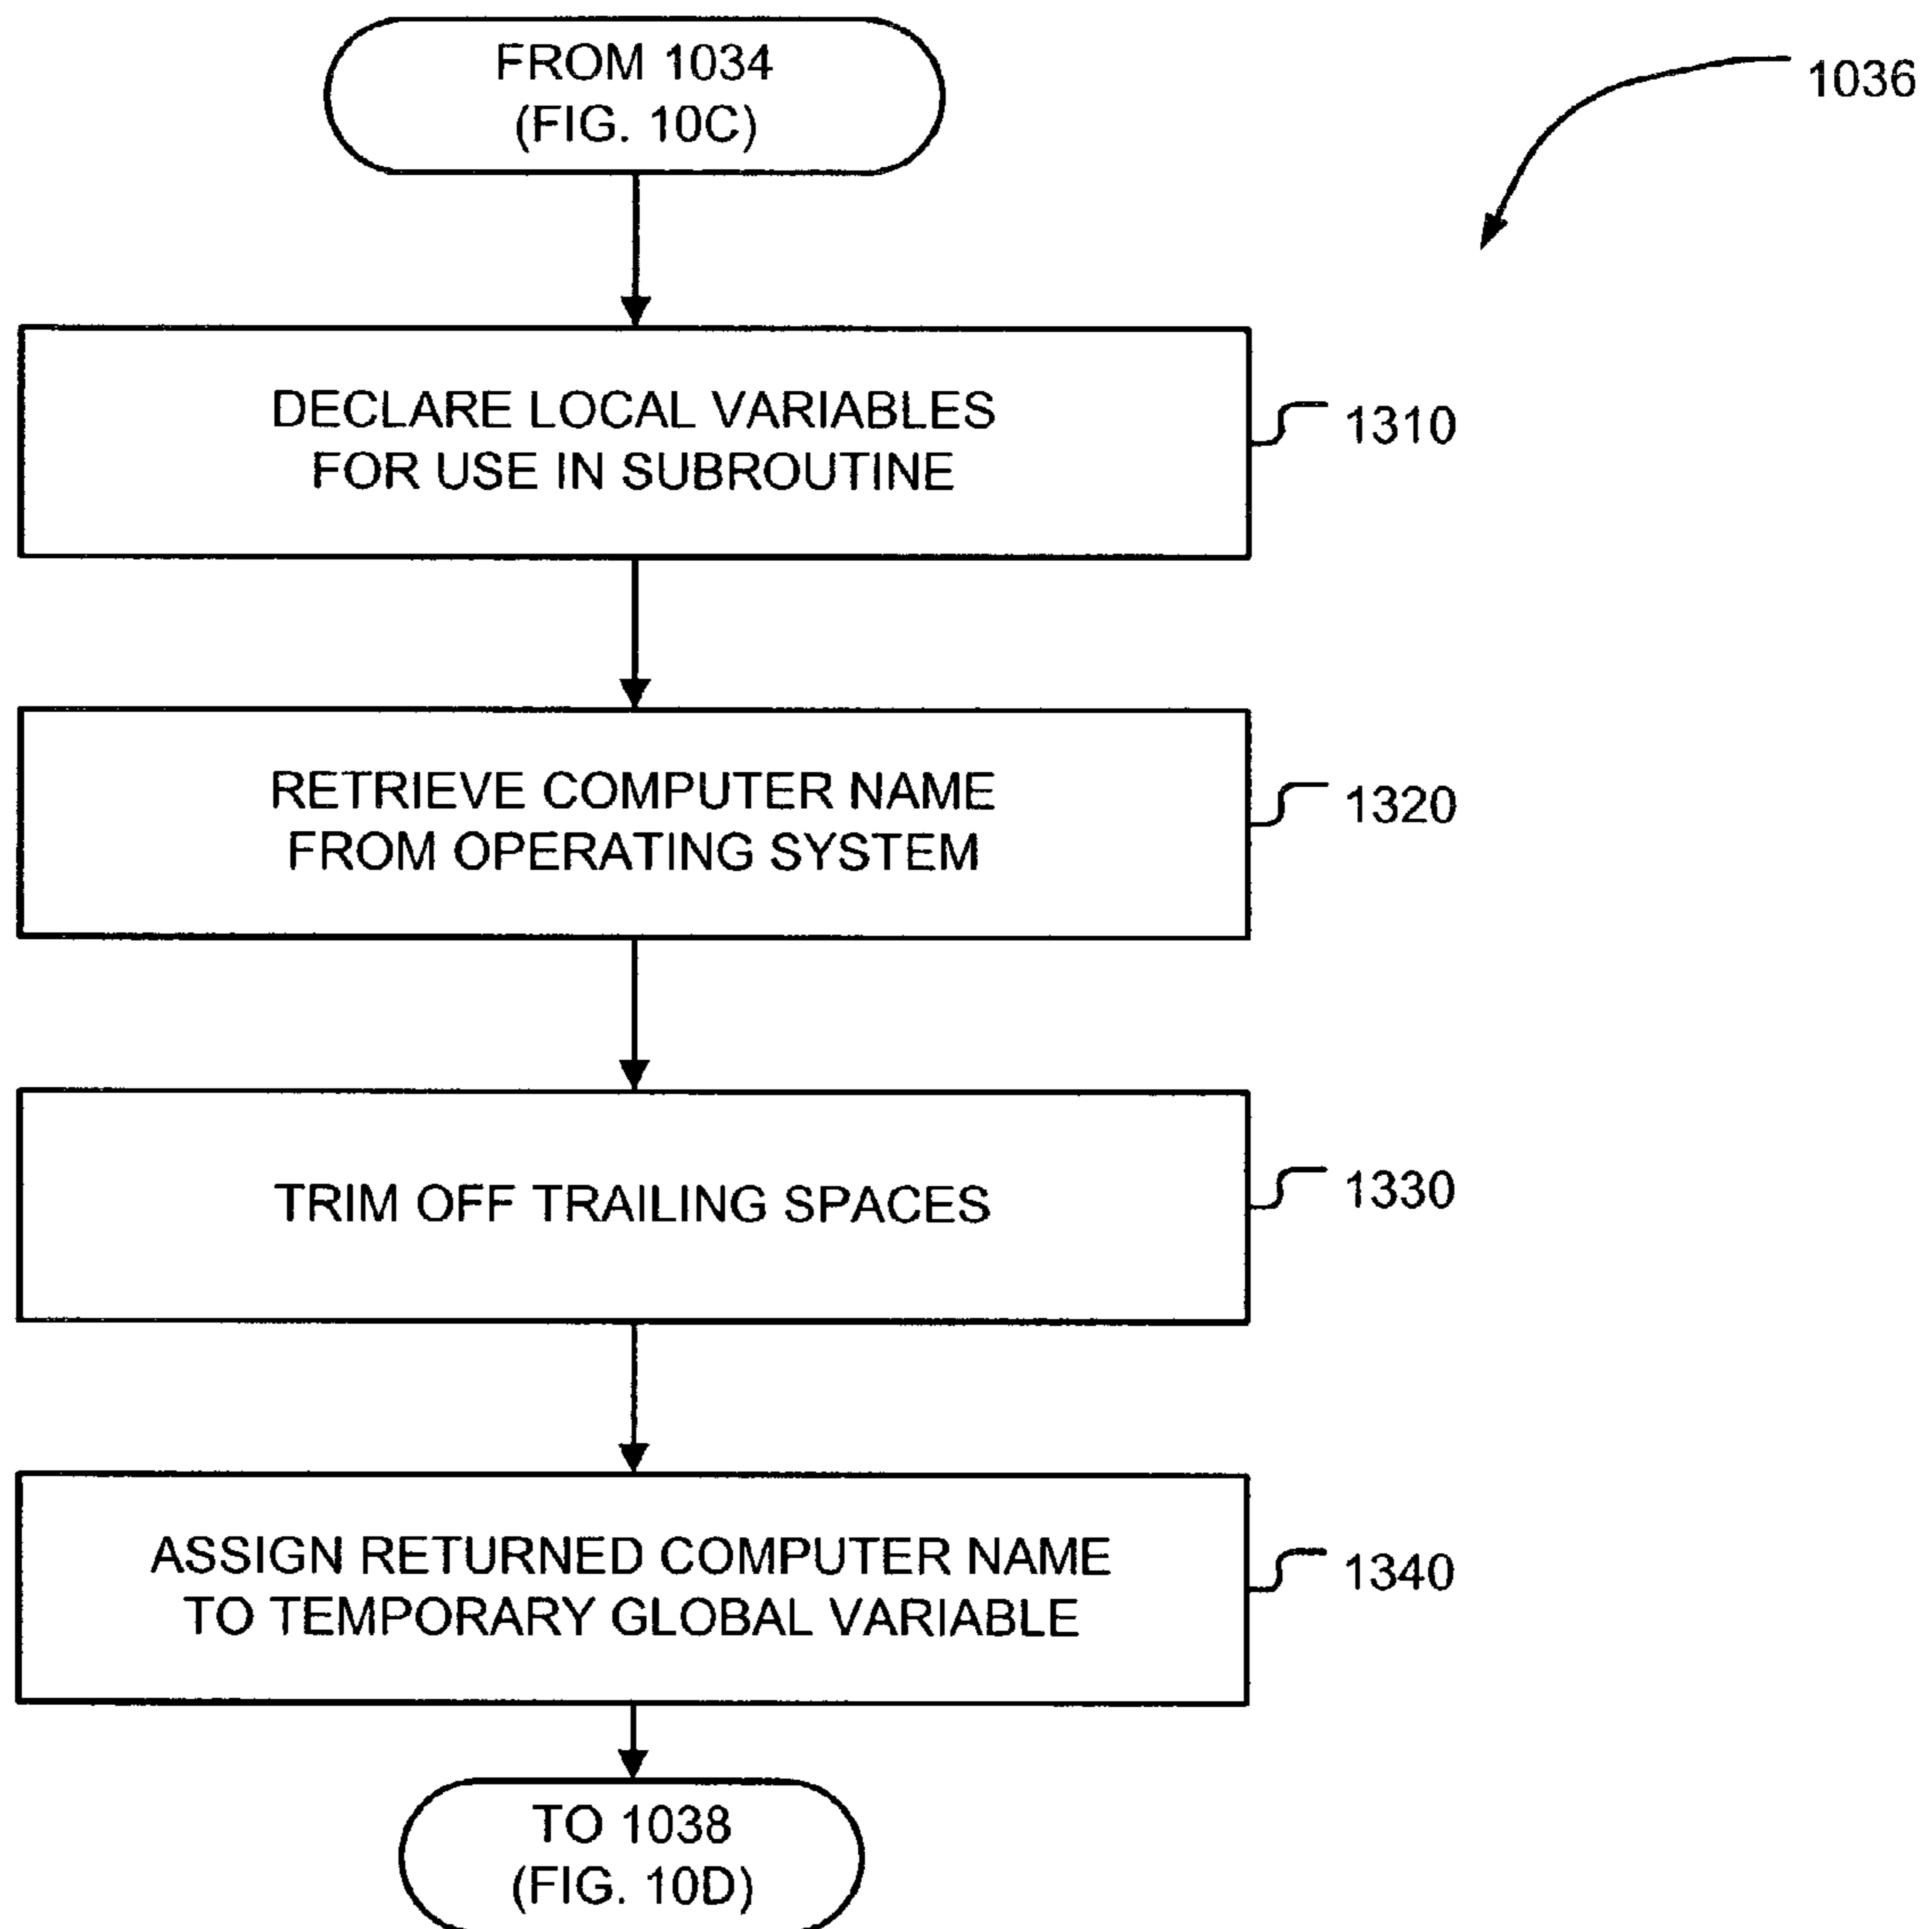 FROM 1034
(FIG. 10C)
1036
DECLARE LOCAL VARIABLES
FOR USE IN SUBROUTINE
1310
RETRIEVE COMPUTER NAME
FROM OPERATING SYSTEM
1320
TRIM OFF TRAILING SPACES
1330
ASSIGN RETURNED COMPUTER NAME
TO TEMPORARY GLOBAL VARIABLE
1340
TO 1038
(FIG. 10D)